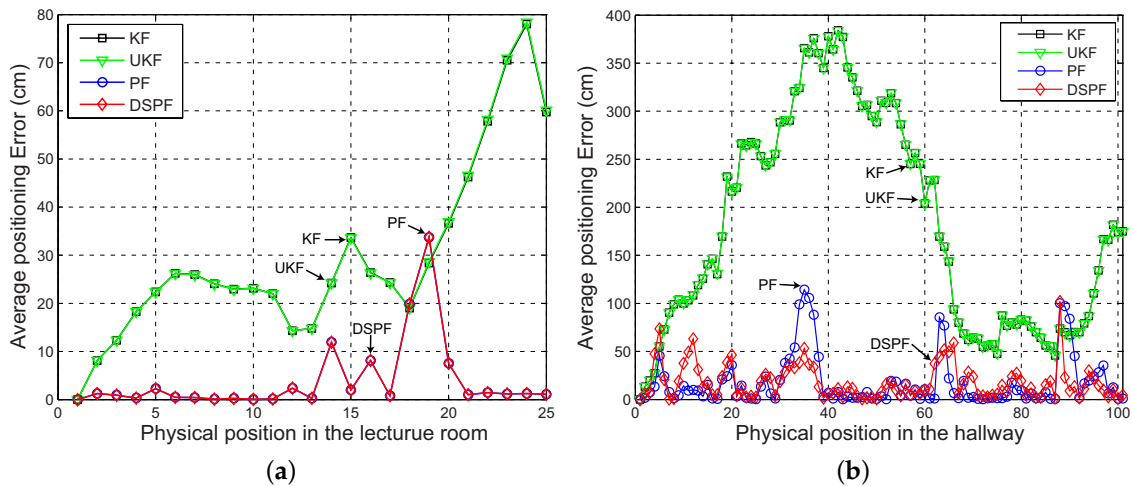 80
70
60
50
40
30
20
10
0
0
5
10
15
20
25
Average positioning Error (cm)
Physical position in the lecturue room
KF
UKF
PF
DSPF
KF
UKF
DSPF
PF
(a)
400
350
300
250
200
150
100
50
0
0
20
40
60
80
100
Average positioning Error (cm)
Physical position in the hallway
KF
UKF
PF
DSPF
KF
UKF
PF
DSPF
(b)